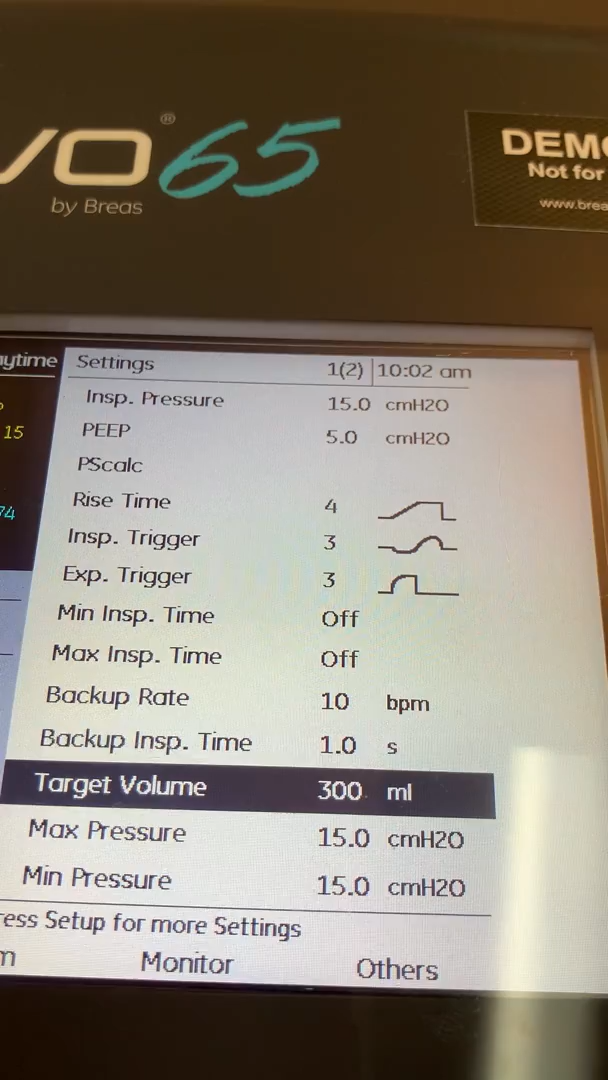 VO®65
by Breas
DEMO
Not for
www.brea
aytime
Settings 1(2) 10:02 am
15
74
Insp. Pressure 15.0 cmH2O
PEEP 5.0 cmH2O
PScalc
Rise Time 4
Insp. Trigger 3
Exp. Trigger 3
Min Insp. Time Off
Max Insp. Time Off
Backup Rate 10 bpm
Backup Insp. Time 1.0 s
Target Volume 300 ml
Max Pressure 15.0 cmH2O
Min Pressure 15.0 cmH2O
ress Setup for more Settings
m Monitor Others